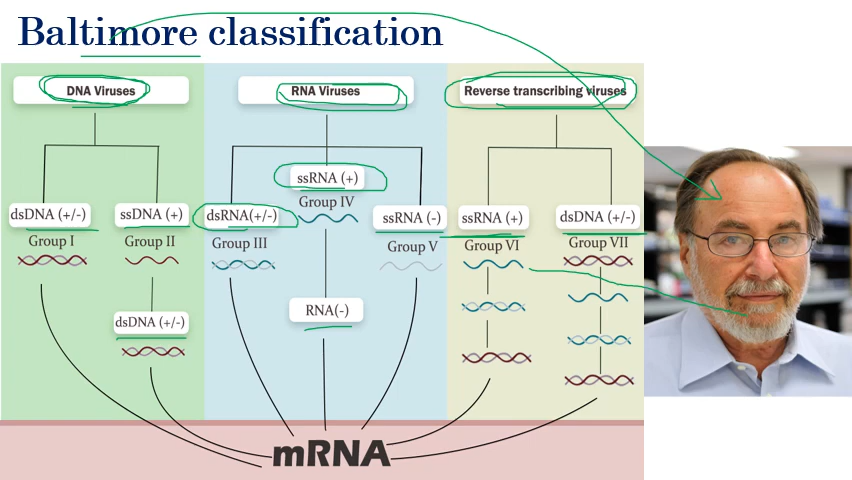 Baltimore classification
DNA Viruses
RNA Viruses
Reverse transcribing viruses
ssRNA (+)
Group IV
dsDNA (+/-)
Group I
ssDNA (+)
Group II
dsRNA(+/-)
Group III
ssRNA (-)
Group V
ssRNA (+)
Group VI
dsDNA (+/-)
Group VII
RNA(-)
dsDNA (+/-)
mRNA